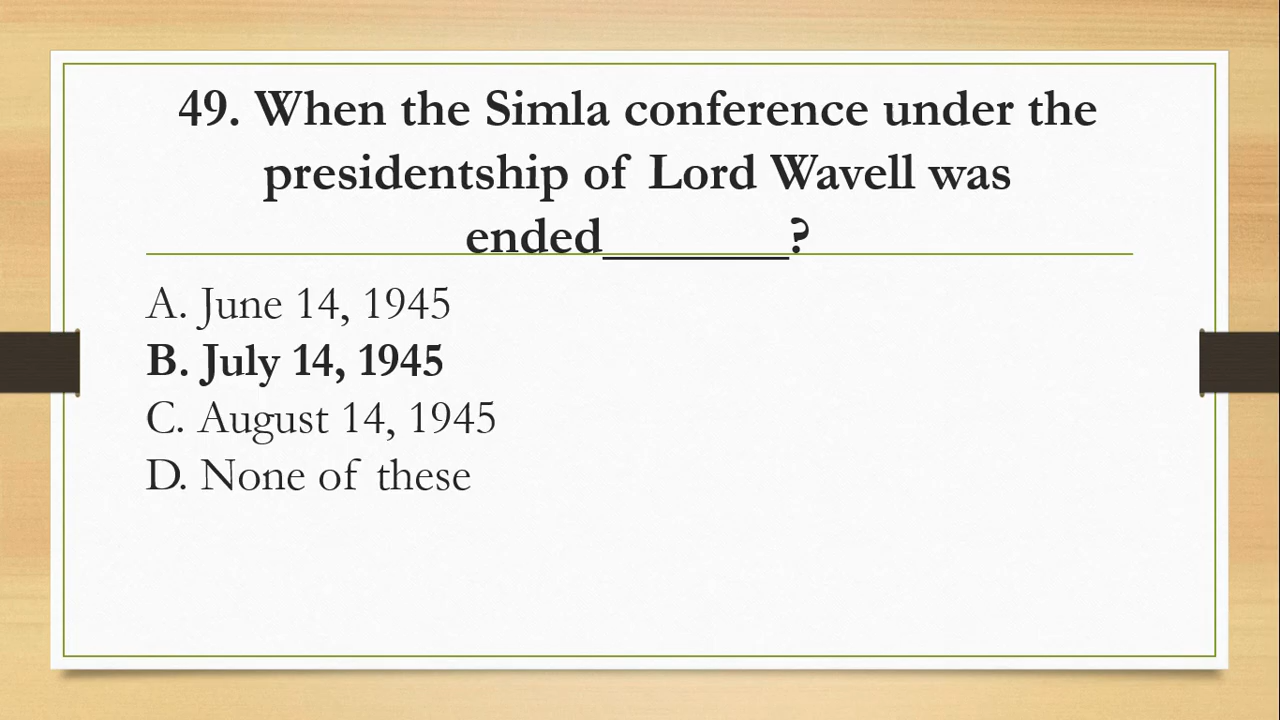 49. When the Simla conference under the
presidentship of Lord Wavell was
ended_______?
A. June 14, 1945
B. July 14, 1945
C. August 14, 1945
D. None of these